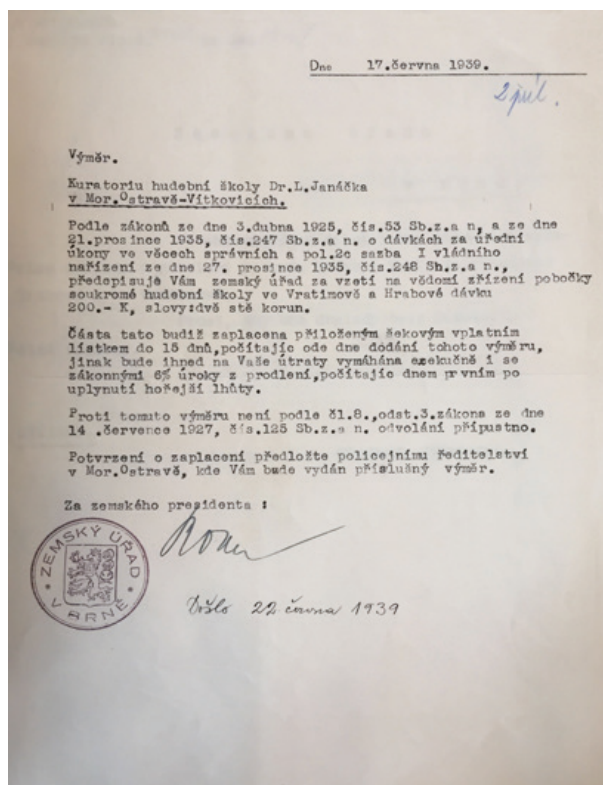 Dne 17.června 1939.
2 příl.
Výměr.
Kuratoriu hudební školy Dr.L.Janáčka
v Mor.Ostravě-Vítkovicích.
Podle zákonů ze dne 3.dubna 1925, čís.53 Sb.z.a n, a ze dne
21.prosince 1935, čís.247 Sb.z.a n. o dávkách za úřední
úkony ve věcech správních a pol.2c sazba I vládního
nařízení ze dne 27. prosince 1935, čís.248 Sb.z.a n.,
předepisuje Vám zemský úřad za vzetí na vědomí zřízení pobočky
soukromé hudební školy ve Vratimově a Hrabové dávku
200.- K, slovy:dvě stě korun.
Částa tato budiž zaplacena přiloženým šekovým vplatním
lístkem do 15 dnů,počítajíc ode dne dodání tohoto výměru,
jinak bude ihned na Vaše útraty vymáhána exekučně i se
zákonnými 6% úroky z prodlení,počítajíc dnem prvním po
uplynutí hořejší lhůty.
Proti tomuto výměru není podle čl.8.,odst.3.zákona ze dne
14 .července 1927, čís.125 Sb.z.a n. odvolání přípustno.
Potvrzení o zaplacení předložte policejnímu ředitelství
v Mor.Ostravě, kde Vám bude vydán příslušný výměr.
Za zemského presidenta :
ZEMSKÝ ÚŘAD
V BRNĚ
Došlo 22 června 1939